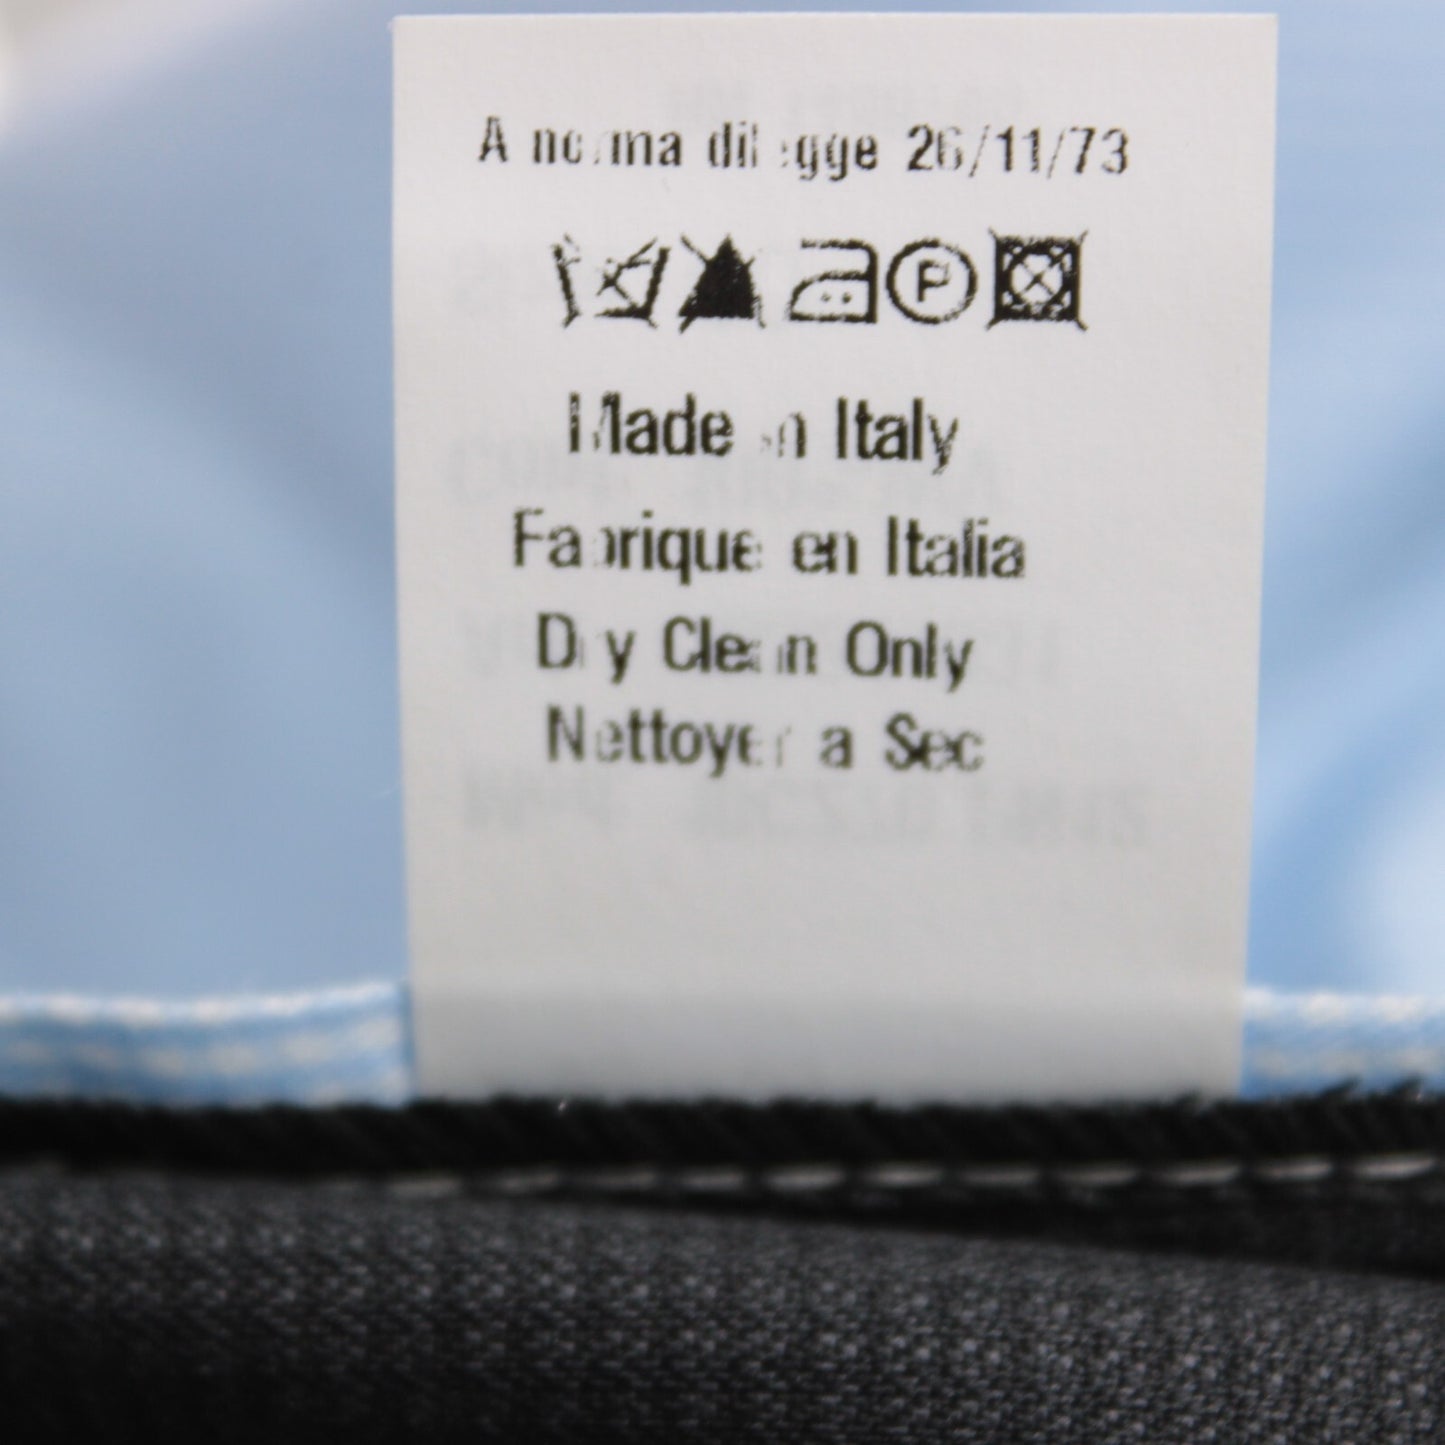 A norma di legge 26/11/73
P
Made in Italy
Fabrique en Italia
Dry Clean Only
Nettoyer a Sec